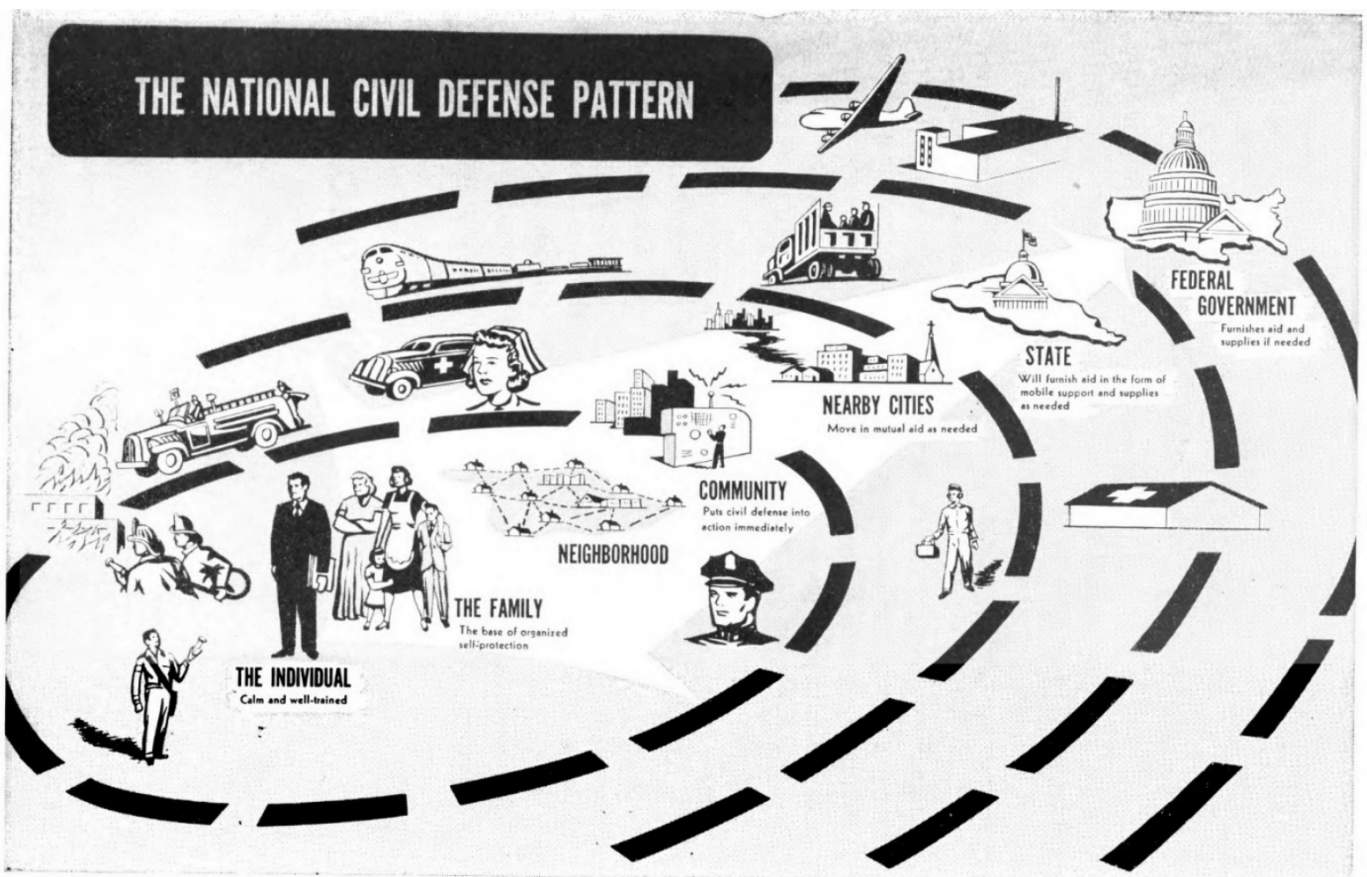 THE NATIONAL CIVIL DEFENSE PATTERN
FEDERAL
GOVERNMENT
Furnishes aid and
supplies if needed
STATE
Will furnish aid in the form of
mobile support and supplies
as needed
NEARBY CITIES
Move in mutual aid as needed
COMMUNITY
Puts civil defense into
action immediately
NEIGHBORHOOD
THE FAMILY
The base of organized
self-protection
THE INDIVIDUAL
Calm and well-trained